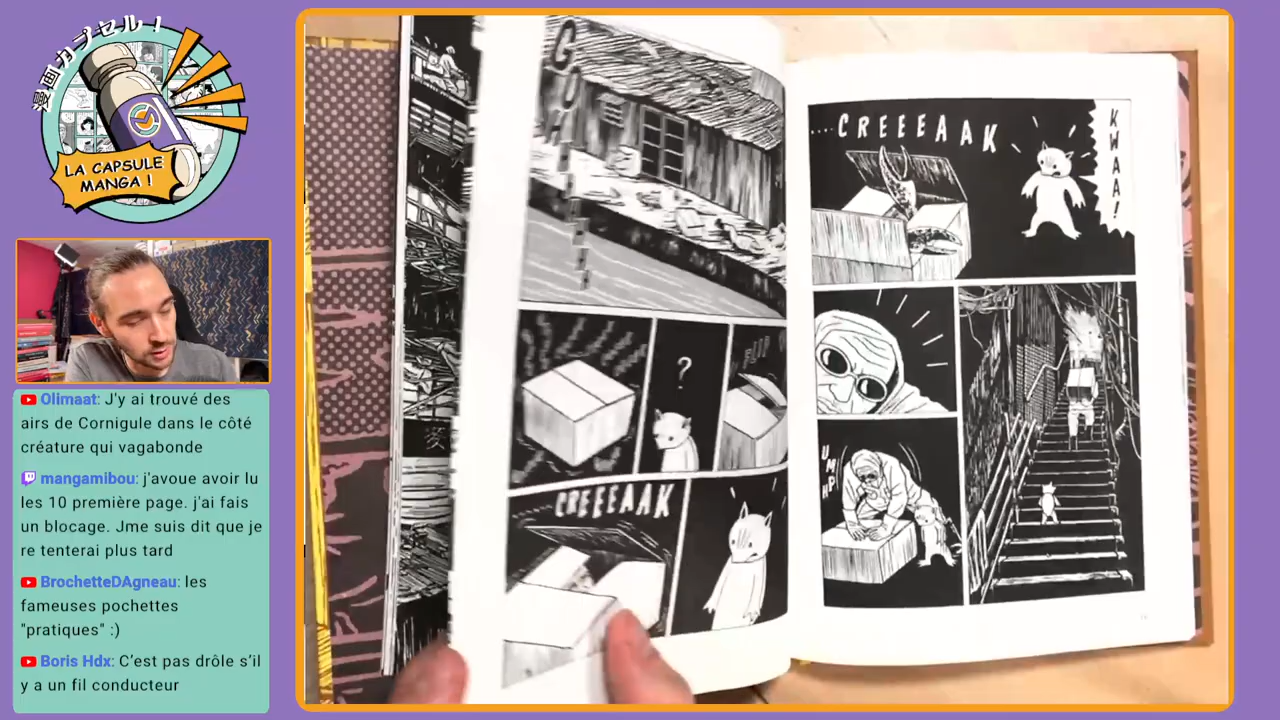 漫画カプセル！
LA CAPSULE
MANGA !
Olimaat: J'y ai trouvé des
airs de Cornigule dans le côté
créature qui vagabonde
mangamibou: j'avoue avoir lu
les 10 première page. j'ai fais
un blocage. Jme suis dit que je
re tenterai plus tard
BrochetteDAgneau: les
fameuses pochettes
"pratiques" :)
Boris Hdx: C'est pas drôle s'il
y a un fil conducteur
?
CREEEAAK
....CREEEEAAK
KWAAA!
UMPH